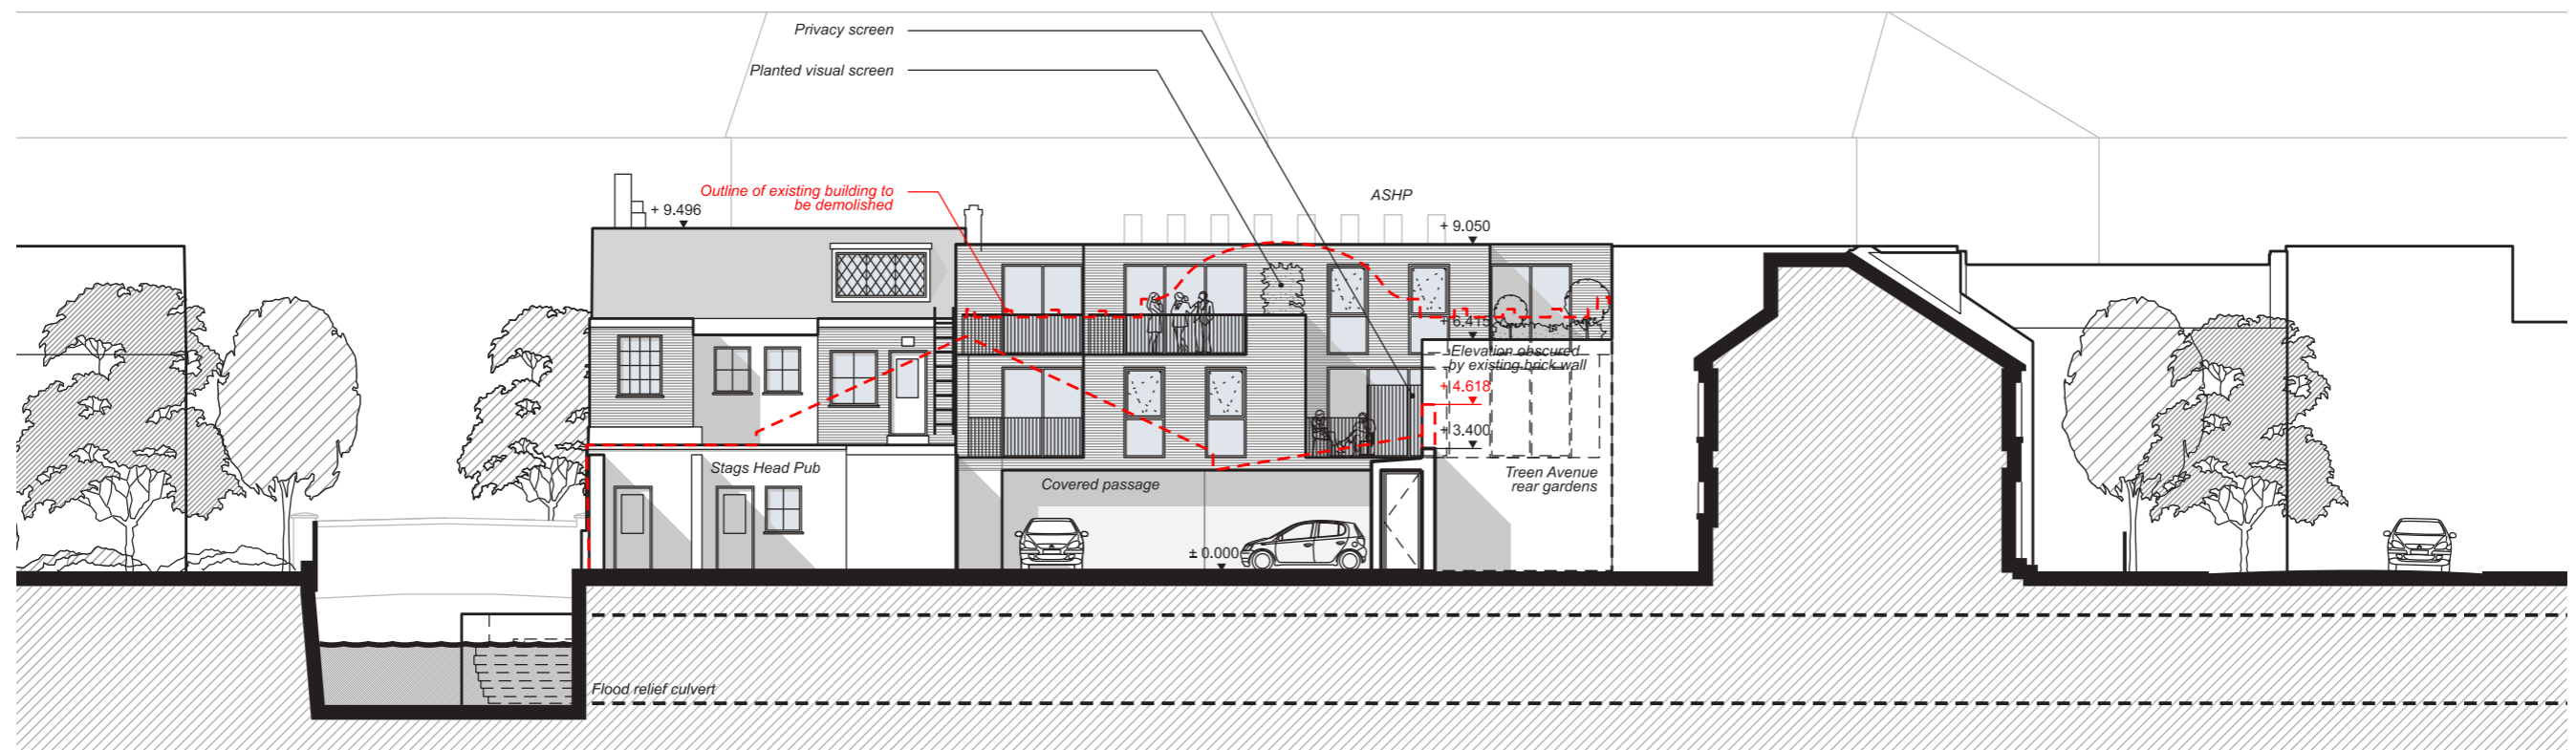 Privacy screen
Planted visual screen
Outline of existing building to
be demolished
ASHP
+ 9.496
+ 9.050
+ 6.415
Elevation obscured
by existing brick wall
+ 4.618
+ 3.400
Stags Head Pub
Covered passage
Treen Avenue
rear gardens
± 0.000
Flood relief culvert